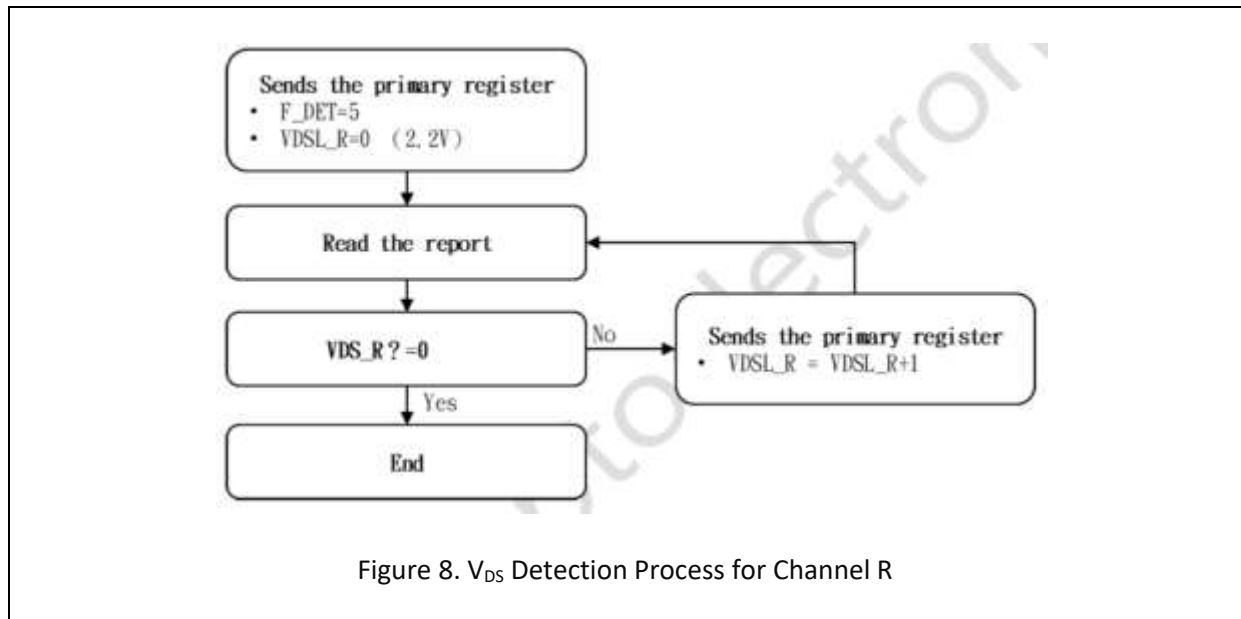 Sends the primary register
• F_DET=5
• VDSL_R=0 (2.2V)
Read the report
VDS_R?=0
No
Sends the primary register
• VDSL_R = VDSL_R+1
Yes
End
Figure 8. VDS Detection Process for Channel R